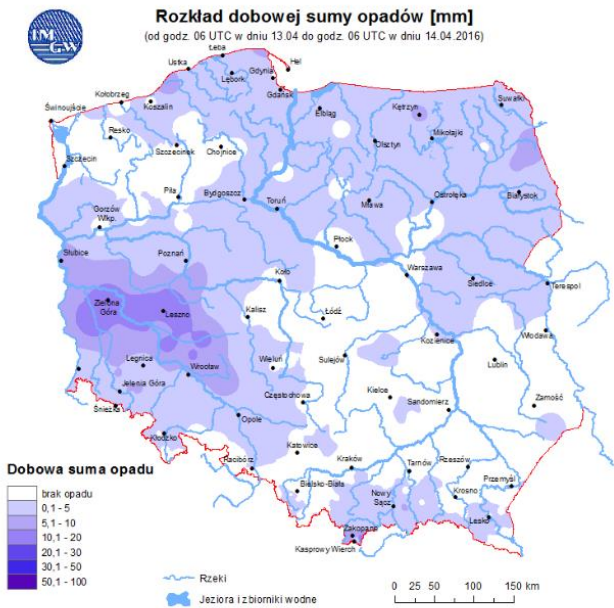 IM
GW
Rozkład dobowej sumy opadów [mm]
(od godz. 06 UTC w dniu 13.04 do godz. 06 UTC w dniu 14.04.2016)
Łeba
Ustka
Hel
Lębork
Gdynia
Gdańsk
Kołobrzeg
Koszalin
Świnoujście
Resko
Elbląg
Kętrzyn
Suwałki
Szczecin
Szczecinek
Chojnice
Olsztyn
Mikołajki
Piła
Bydgoszcz
Toruń
Mława
Ostrołęka
Białystok
Gorzów
Wlkp.
Płock
Słubice
Poznań
Koło
Warszawa
Siedlce
Terespol
Zielona
Góra
Leszno
Kalisz
Łódź
Kozienice
Włodawa
Legnica
Wrocław
Wieluń
Sulejów
Lublin
Jelenia Góra
Śnieżka
Częstochowa
Kielce
Sandomierz
Zamość
Opole
Kłodzko
Racibórz
Katowice
Kraków
Tarnów
Rzeszów
Przemyśl
Bielsko-Biała
Nowy
Sącz
Krosno
Lesko
Zakopane
Kasprowy Wierch
Dobowa suma opadu
brak opadu
0,1 - 5
5,1 - 10
10,1 - 20
20,1 - 30
30,1 - 50
50,1 - 100
Rzeki
Jeziora i zbiorniki wodne
0 25 50 100 150 km